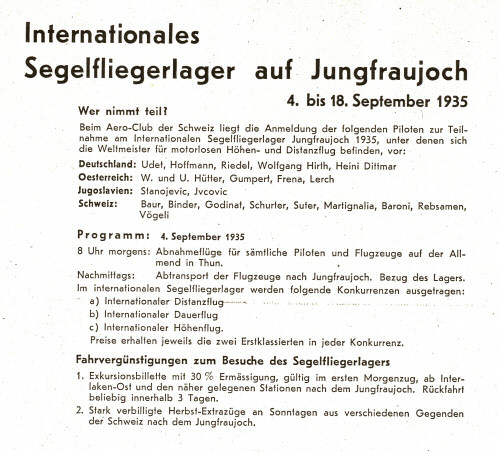 Internationales
Segelfliegerlager auf Jungfraujoch
4. bis 18. September 1935
Wer nimmt teil?
Beim Aero-Club der Schweiz liegt die Anmeldung der folgenden Piloten zur Teil-
nahme am Internationalen Segelfliegerlager Jungfraujoch 1935, unter denen sich
die Weltmeister für motorlosen Höhen- und Distanzflug befinden, vor:
Deutschland: Udet, Hoffmann, Riedel, Wolfgang Hirth, Heini Dittmar
Oesterreich: W. und U. Hütter, Gumpert, Frena, Lerch
Jugoslavien: Stanojevic, Jvcovic
Schweiz: Baur, Binder, Godinat, Schurter, Suter, Martignalia, Baroni, Rebsamen,
Vögeli
Programm: 4. September 1935
8 Uhr morgens: Abnahmeflüge für sämtliche Piloten und Flugzeuge auf der All-
mend in Thun.
Nachmittags: Abtransport der Flugzeuge nach Jungfraujoch. Bezug des Lagers.
Im internationalen Segelfliegerlager werden folgende Konkurrenzen ausgetragen:
a) Internationaler Distanzflug
b) Internationaler Dauerflug
c) Internationaler Höhenflug.
Preise erhalten jeweils die zwei Erstklassierten in jeder Konkurrenz.
Fahrvergünstigungen zum Besuche des Segelfliegerlagers
1. Exkursionsbillette mit 30 % Ermässigung, gültig im ersten Morgenzug, ab Inter-
laken-Ost und den näher gelegenen Stationen nach dem Jungfraujoch. Rückfahrt
beliebig innerhalb 3 Tagen.
2. Stark verbilligte Herbst-Extrazüge an Sonntagen aus verschiedenen Gegenden
der Schweiz nach dem Jungfraujoch.